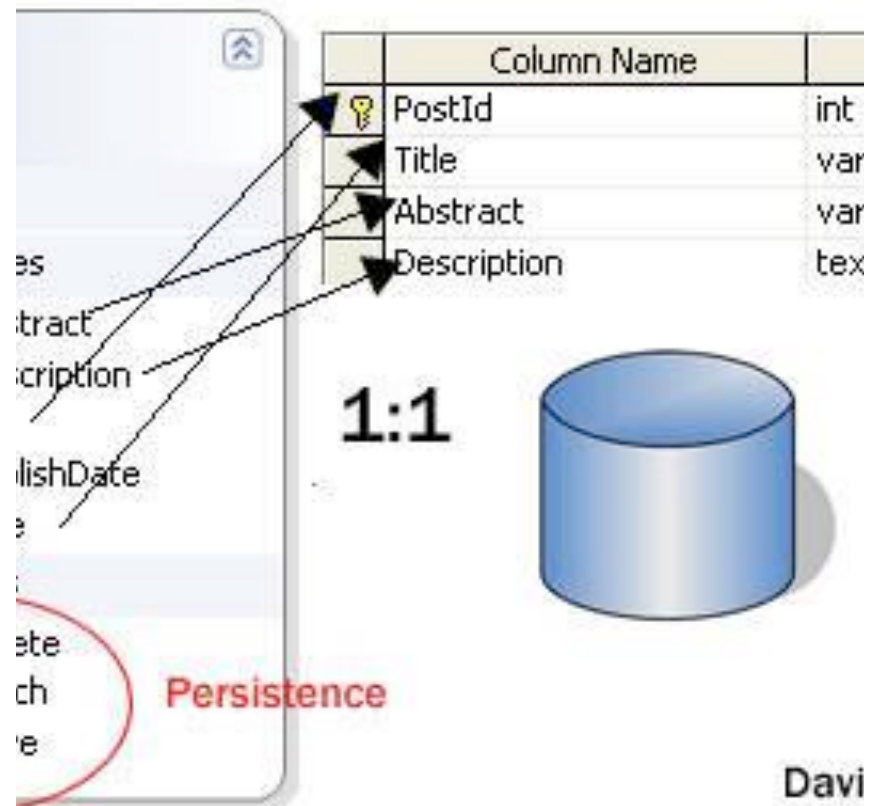 Column Name
PostId int
Title var
Abstract var
Description tex
es
tract
cription
lishDate
e
ete
ch
e
1:1
Persistence
Davi